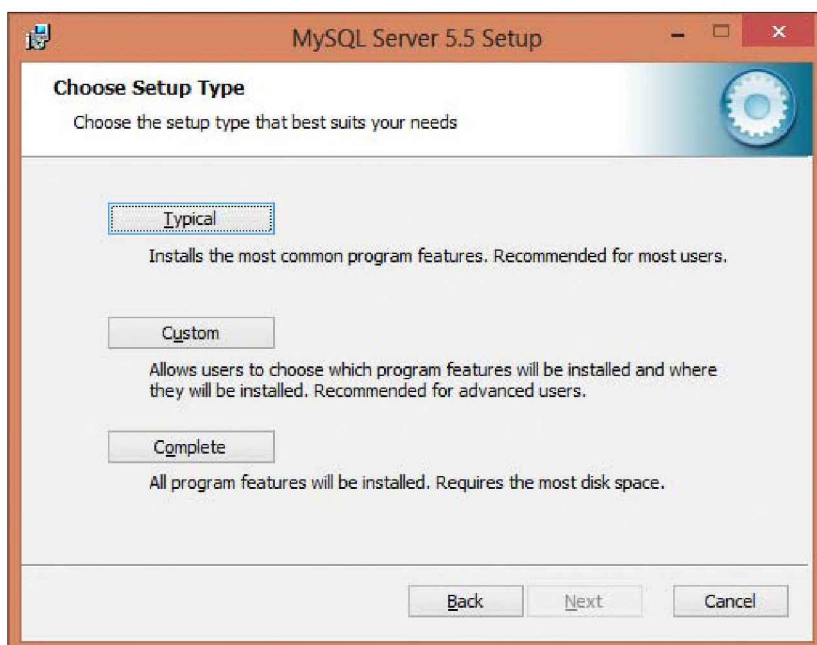 MySQL Server 5.5 Setup
Choose Setup Type
Choose the setup type that best suits your needs
Typical
Installs the most common program features. Recommended for most users.
Custom
Allows users to choose which program features will be installed and where
they will be installed. Recommended for advanced users.
Complete
All program features will be installed. Requires the most disk space.
Back Next Cancel